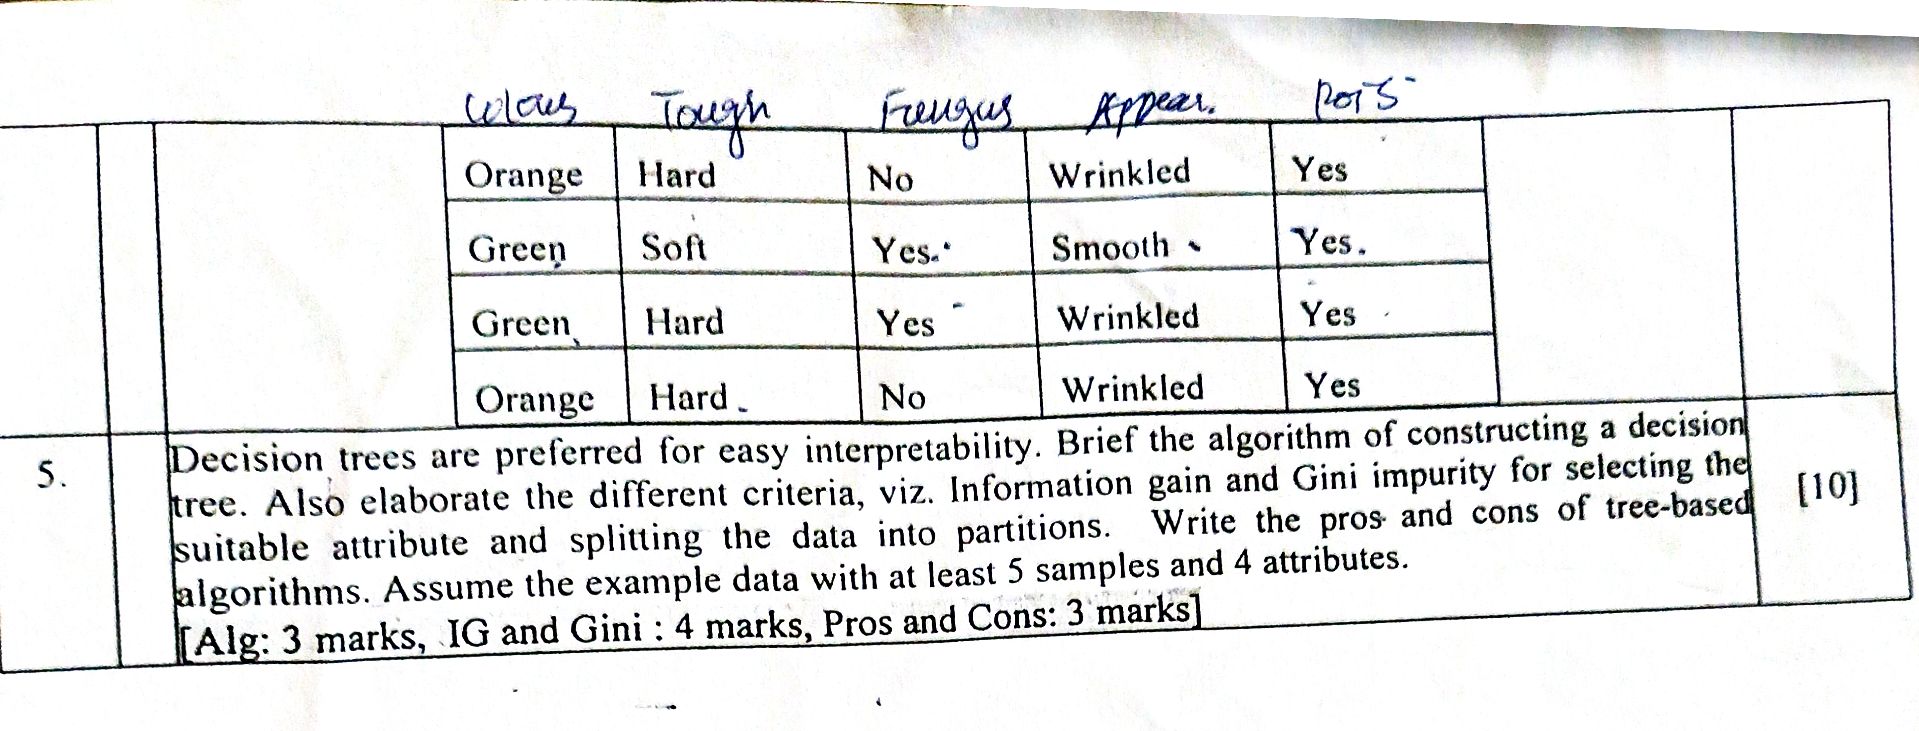 Colour Tough Fungus Appear. POTS
Orange Hard No Wrinkled Yes
Green Soft Yes. Smooth Yes.
Green Hard Yes Wrinkled Yes
Orange Hard No Wrinkled Yes
5. Decision trees are preferred for easy interpretability. Brief the algorithm of constructing a decision
tree. Also elaborate the different criteria, viz. Information gain and Gini impurity for selecting the
suitable attribute and splitting the data into partitions. Write the pros and cons of tree-based [10]
algorithms. Assume the example data with at least 5 samples and 4 attributes.
[Alg: 3 marks, IG and Gini : 4 marks, Pros and Cons: 3 marks]